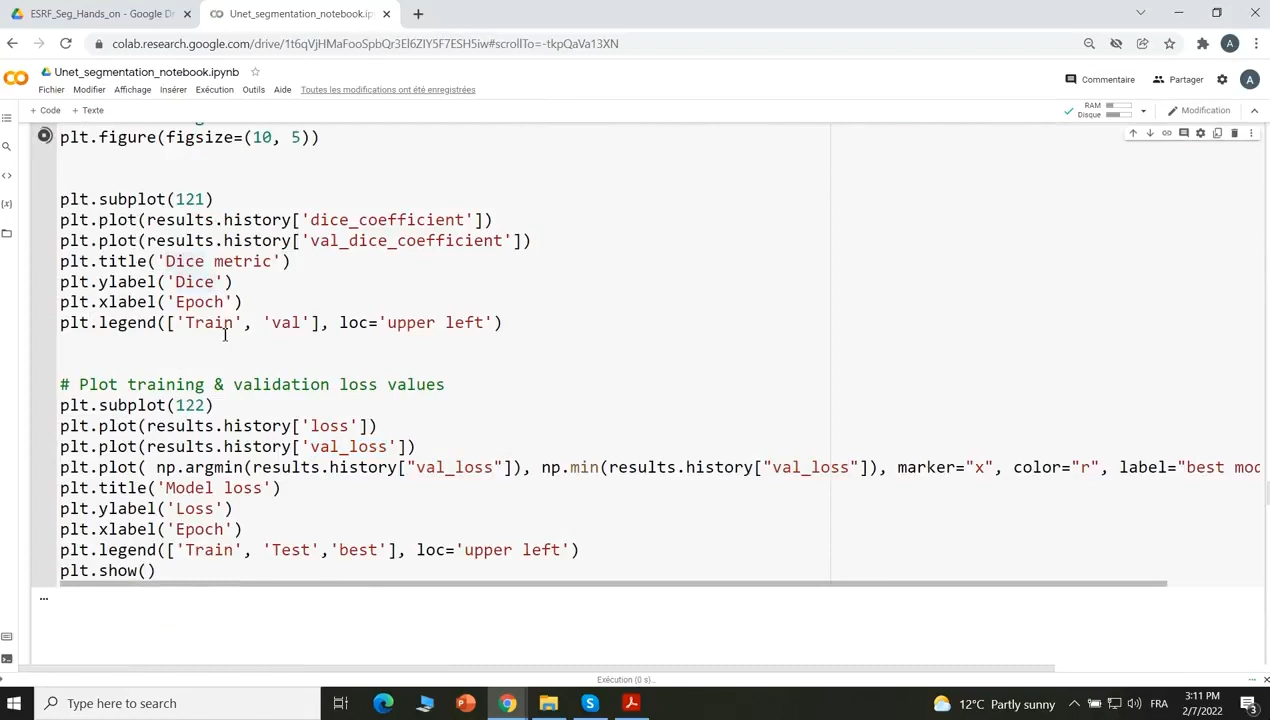 ESRF_Seg_Hands_on - Google Dr
Unet_segmentation_notebook.ipyn
colab.research.google.com/drive/1t6qVjHMaFooSpbQr3El6ZIY5F7ESH5iw#scrollTo=-tkpQaVa13XN
A
Unet_segmentation_notebook.ipynb
Commentaire
Partager
A
Fichier Modifier Affichage Insérer Exécution Outils Aide Toutes les modifications ont été enregistrées
+ Code + Texte
RAM
Disque
Modification
plt.figure(figsize=(10, 5))
plt.subplot(121)
plt.plot(results.history['dice_coefficient'])
plt.plot(results.history['val_dice_coefficient'])
plt.title('Dice metric')
plt.ylabel('Dice')
plt.xlabel('Epoch')
plt.legend(['Train', 'val'], loc='upper left')
# Plot training & validation loss values
plt.subplot(122)
plt.plot(results.history['loss'])
plt.plot(results.history['val_loss'])
plt.plot( np.argmin(results.history["val_loss"]), np.min(results.history["val_loss"]), marker="x", color="r", label="best mod
plt.title('Model loss')
plt.ylabel('Loss')
plt.xlabel('Epoch')
plt.legend(['Train', 'Test','best'], loc='upper left')
plt.show()
...
Exécution (0 s)...
Type here to search
12°C Partly sunny
FRA
3:11 PM
2/7/2022
3